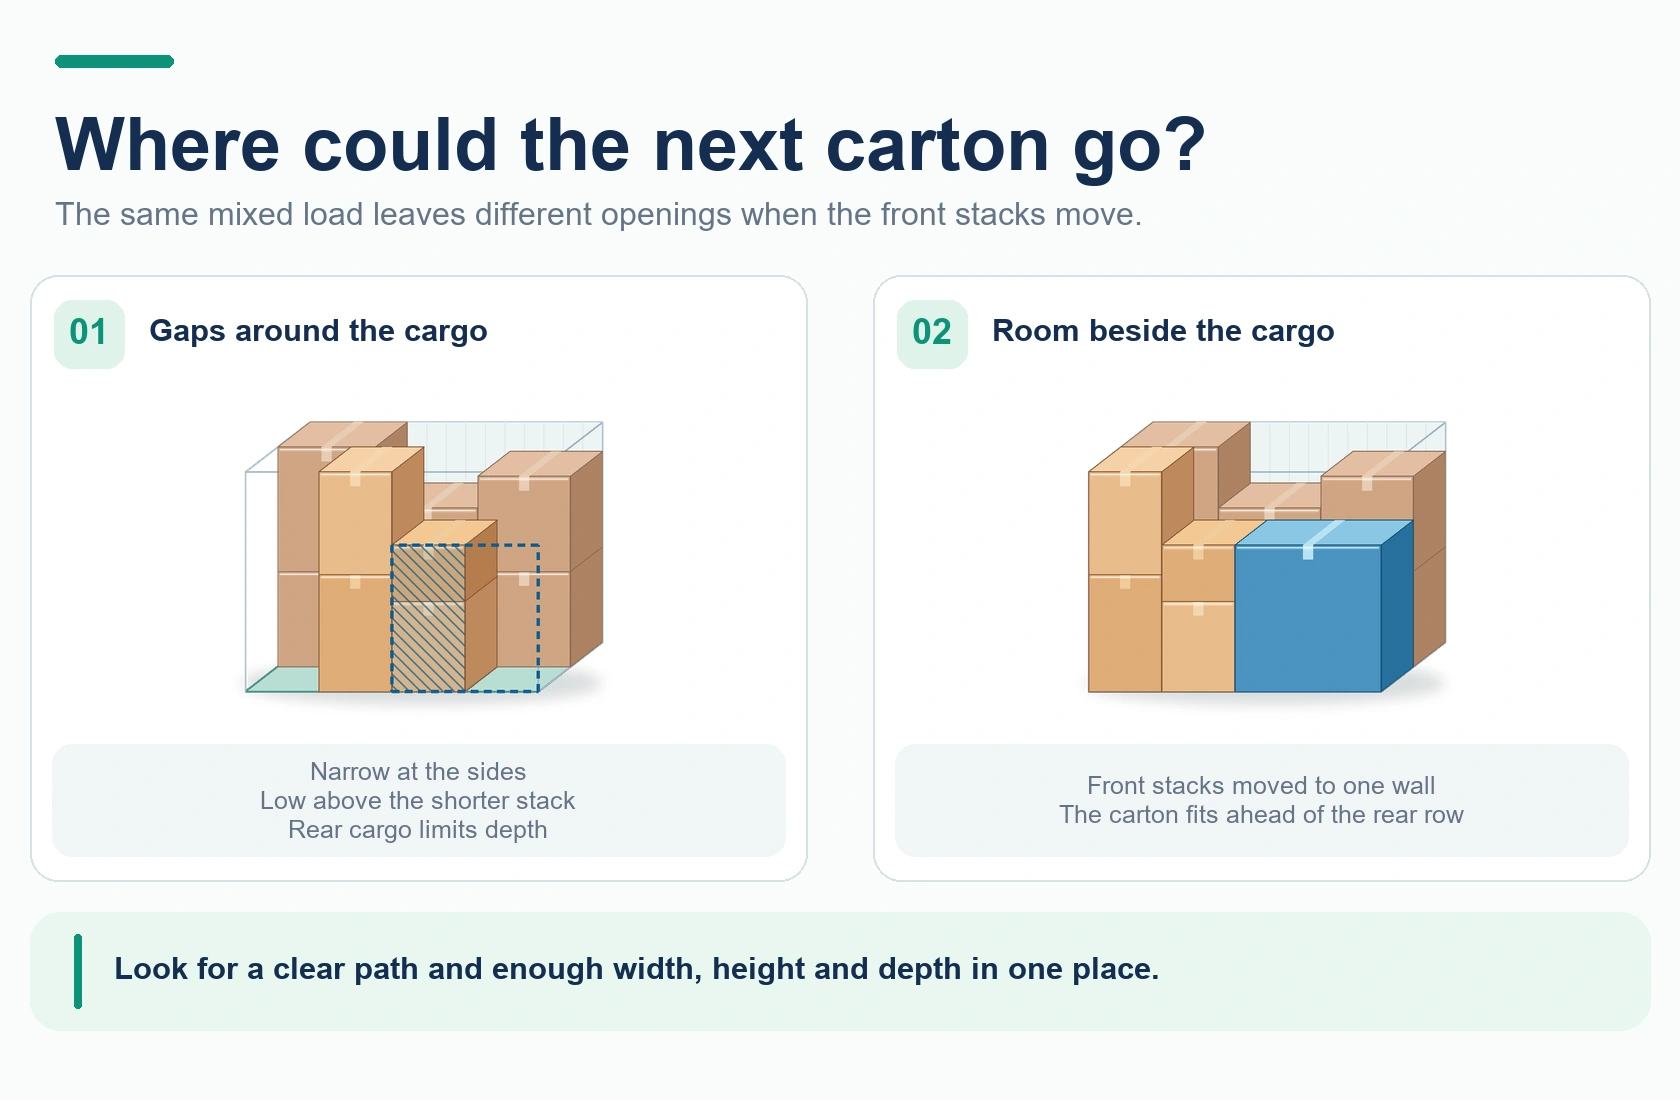 Where could the next carton go?
The same mixed load leaves different openings when the front stacks move.
01
Gaps around the cargo
Narrow at the sides
Low above the shorter stack
Rear cargo limits depth
02
Room beside the cargo
Front stacks moved to one wall
The carton fits ahead of the rear row
Look for a clear path and enough width, height and depth in one place.